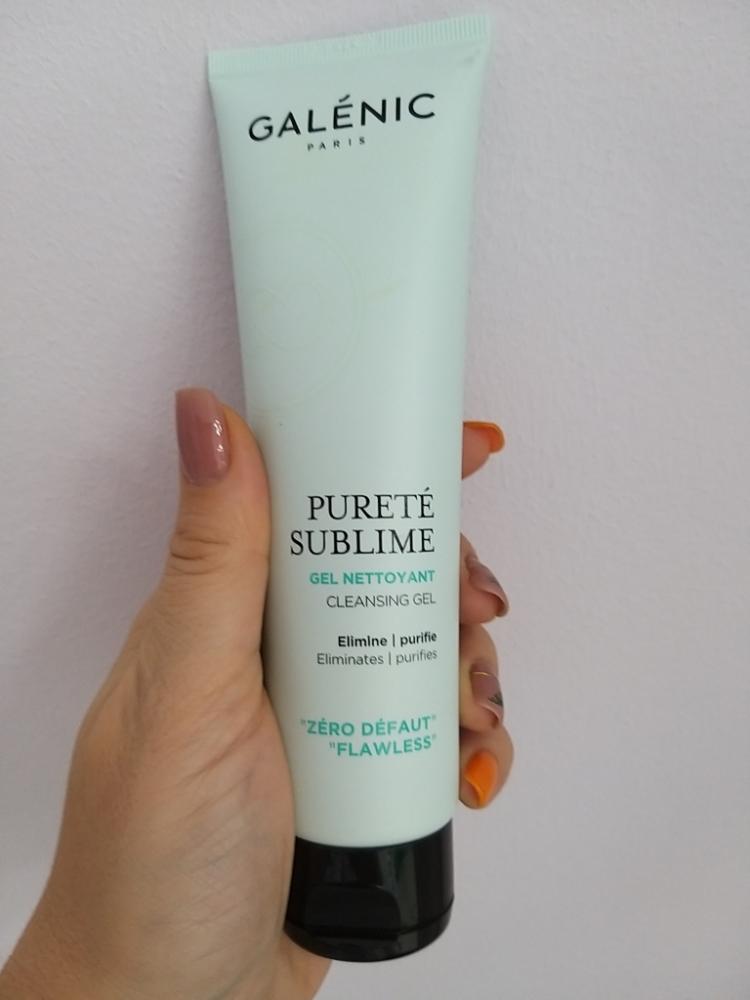 GALÉNIC
PARIS
PURETÉ
SUBLIME
GEL NETTOYANT
CLEANSING GEL
Elimine | purifie
Eliminates | purifies
"ZÉRO DÉFAUT"
"FLAWLESS"